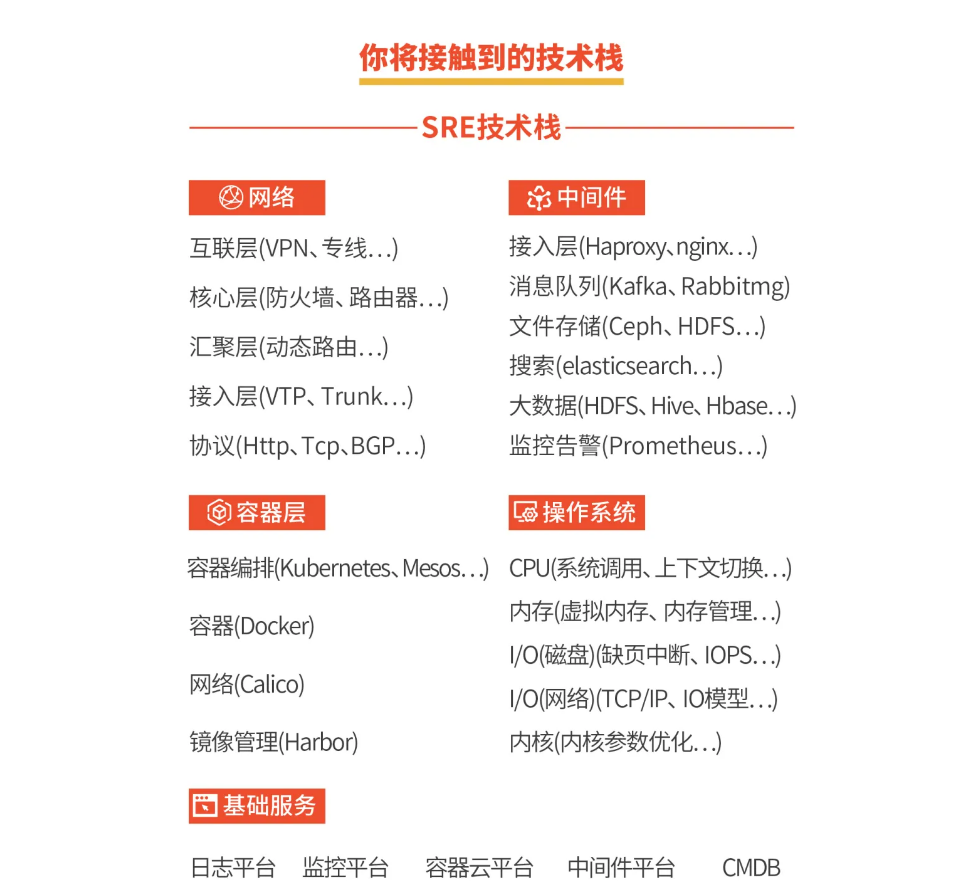 你将接触到的技术栈
SRE技术栈
网络
互联层(VPN、专线...)
核心层(防火墙、路由器...)
汇聚层(动态路由...)
接入层(VTP、Trunk...)
协议(Http、Tcp、BGP...)
中间件
接入层(Haproxy、nginx...)
消息队列(Kafka、Rabbitmg)
文件存储(Ceph、HDFS...)
搜索(elasticsearch...)
大数据(HDFS、Hive、Hbase...)
监控告警(Prometheus...)
容器层
容器编排(Kubernetes、Mesos...)
容器(Docker)
网络(Calico)
镜像管理(Harbor)
操作系统
CPU(系统调用、上下文切换...)
内存(虚拟内存、内存管理...)
I/O(磁盘)(缺页中断、IOPS...)
I/O(网络)(TCP/IP、IO模型...)
内核(内核参数优化...)
基础服务
日志平台 监控平台 容器云平台 中间件平台 CMDB